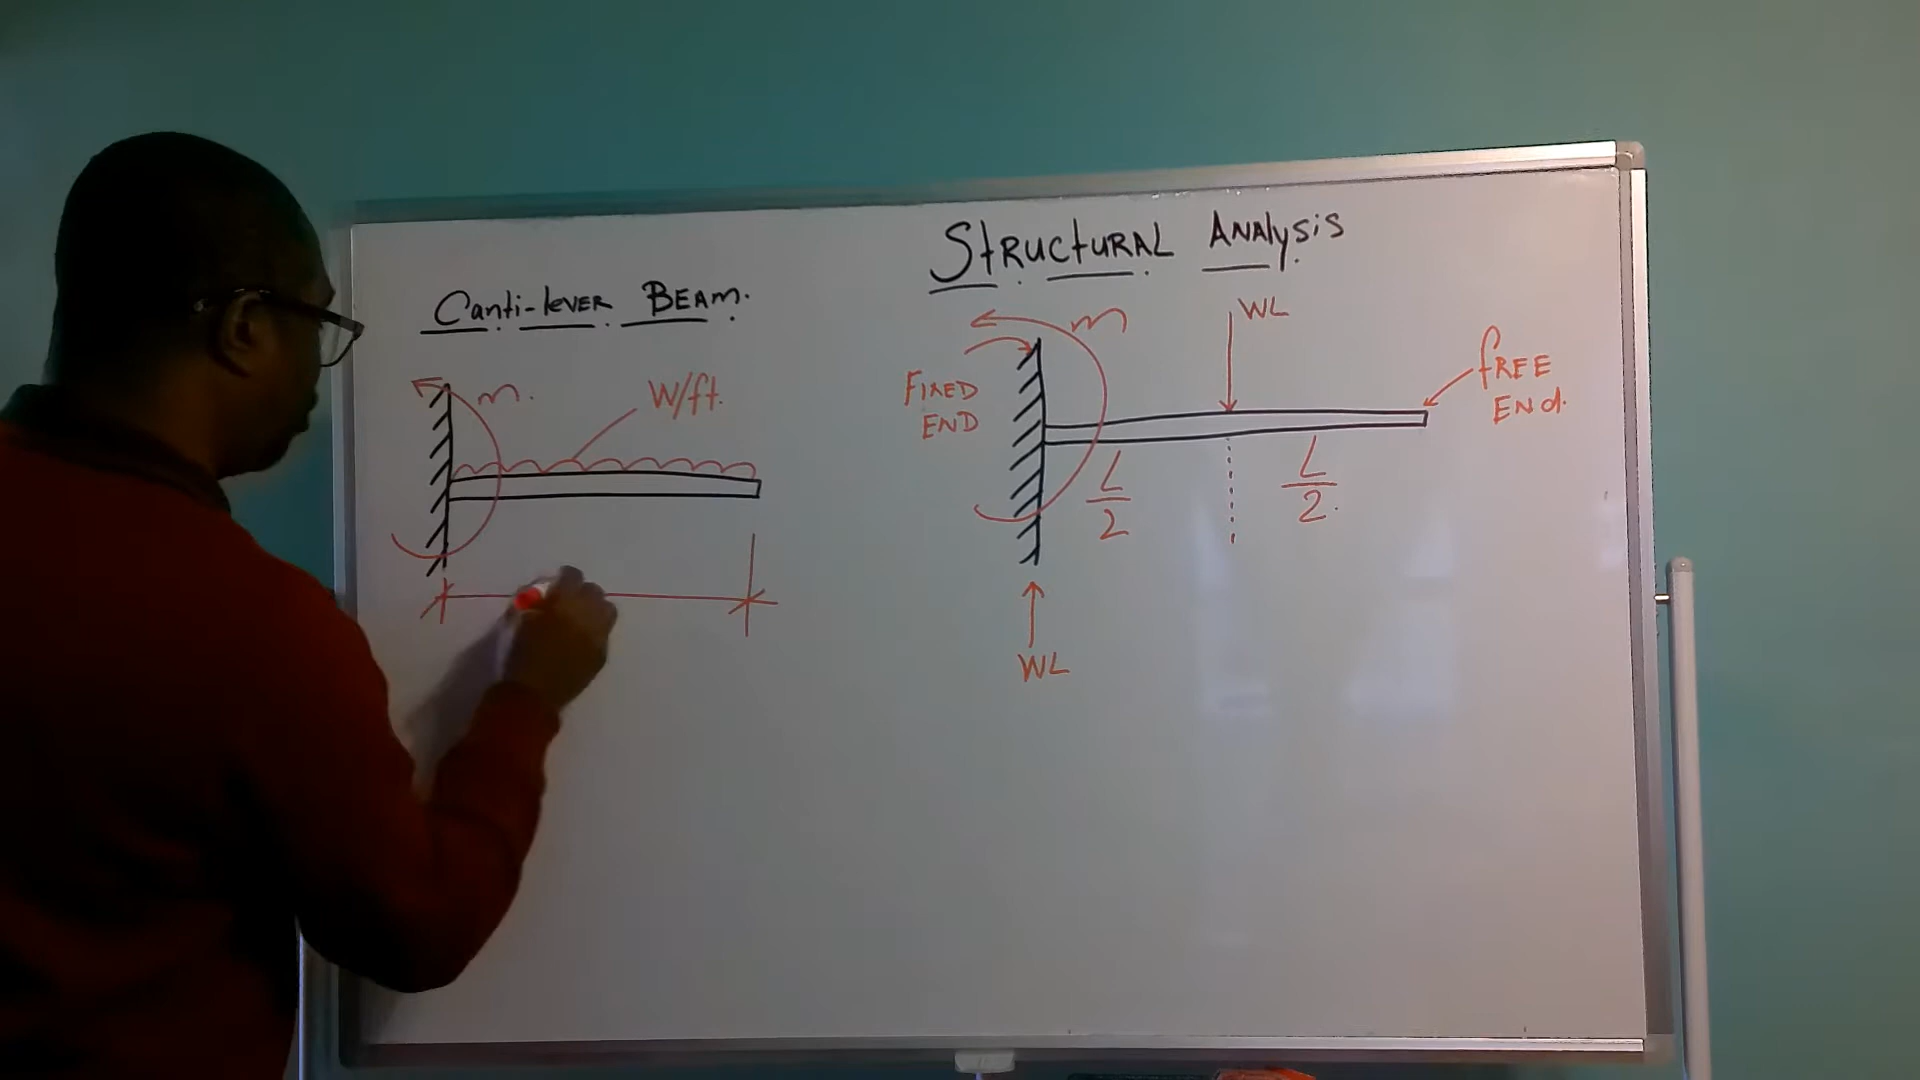 Structural Analysis
Canti-lever Beam.
m.
W/ft.
m
WL
Fixed
End
free
End.
L/2
L/2.
WL